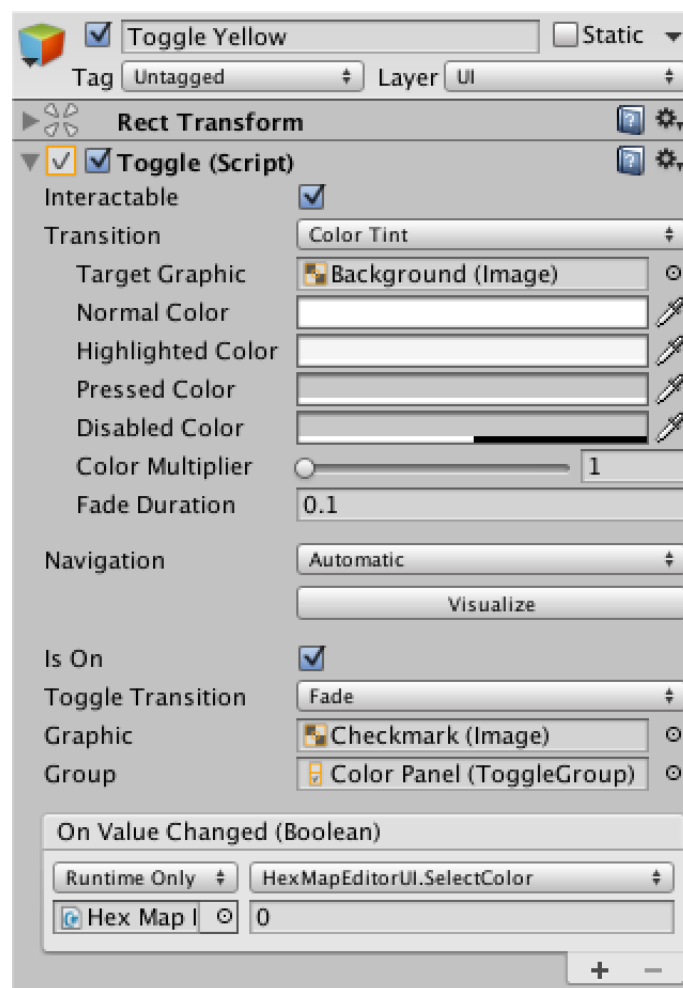 Toggle Yellow Static
Tag Untagged Layer UI
Rect Transform
Toggle (Script)
Interactable
Transition Color Tint
Target Graphic Background (Image)
Normal Color
Highlighted Color
Pressed Color
Disabled Color
Color Multiplier 1
Fade Duration 0.1
Navigation Automatic
Visualize
Is On
Toggle Transition Fade
Graphic Checkmark (Image)
Group Color Panel (ToggleGroup)
On Value Changed (Boolean)
Runtime Only HexMapEditorUI.SelectColor
Hex Map 0